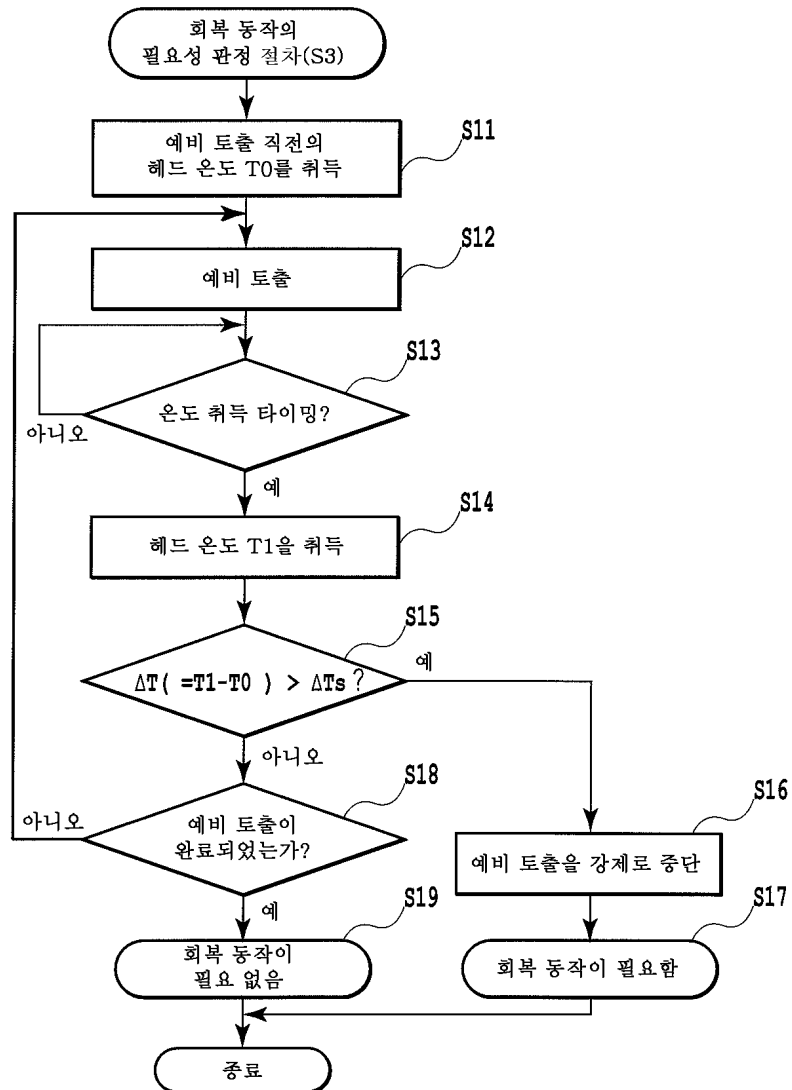 회복 동작의
필요성 판정 절차(S3)
S11
예비 토출 직전의
헤드 온도 T0를 취득
S12
예비 토출
S13
온도 취득 타이밍?
아니오
예
S14
헤드 온도 T1을 취득
S15
ΔT( =T1-T0 ) > ΔTs ?
예
아니오
S18
예비 토출이
완료되었는가?
아니오
예
S16
예비 토출을 강제로 중단
S19
회복 동작이
필요 없음
S17
회복 동작이 필요함
종료